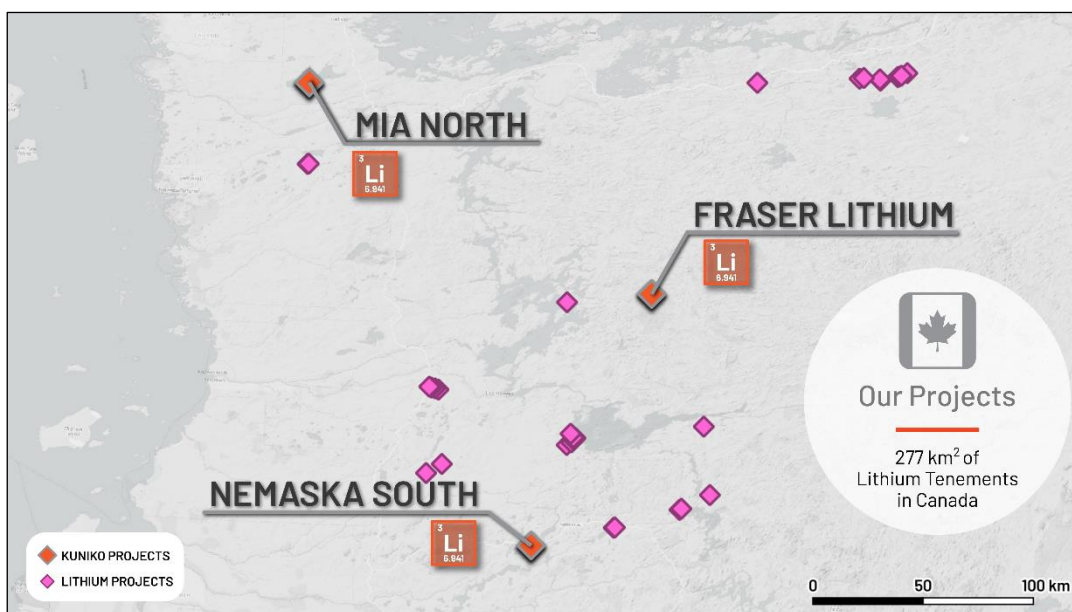 MIA NORTH
3
Li
6.941
FRASER LITHIUM
3
Li
6.941
Our Projects
277 km² of
Lithium Tenements
in Canada
NEMASKA SOUTH
3
Li
6.941
KUNIKO PROJECTS
LITHIUM PROJECTS
0 50 100 km